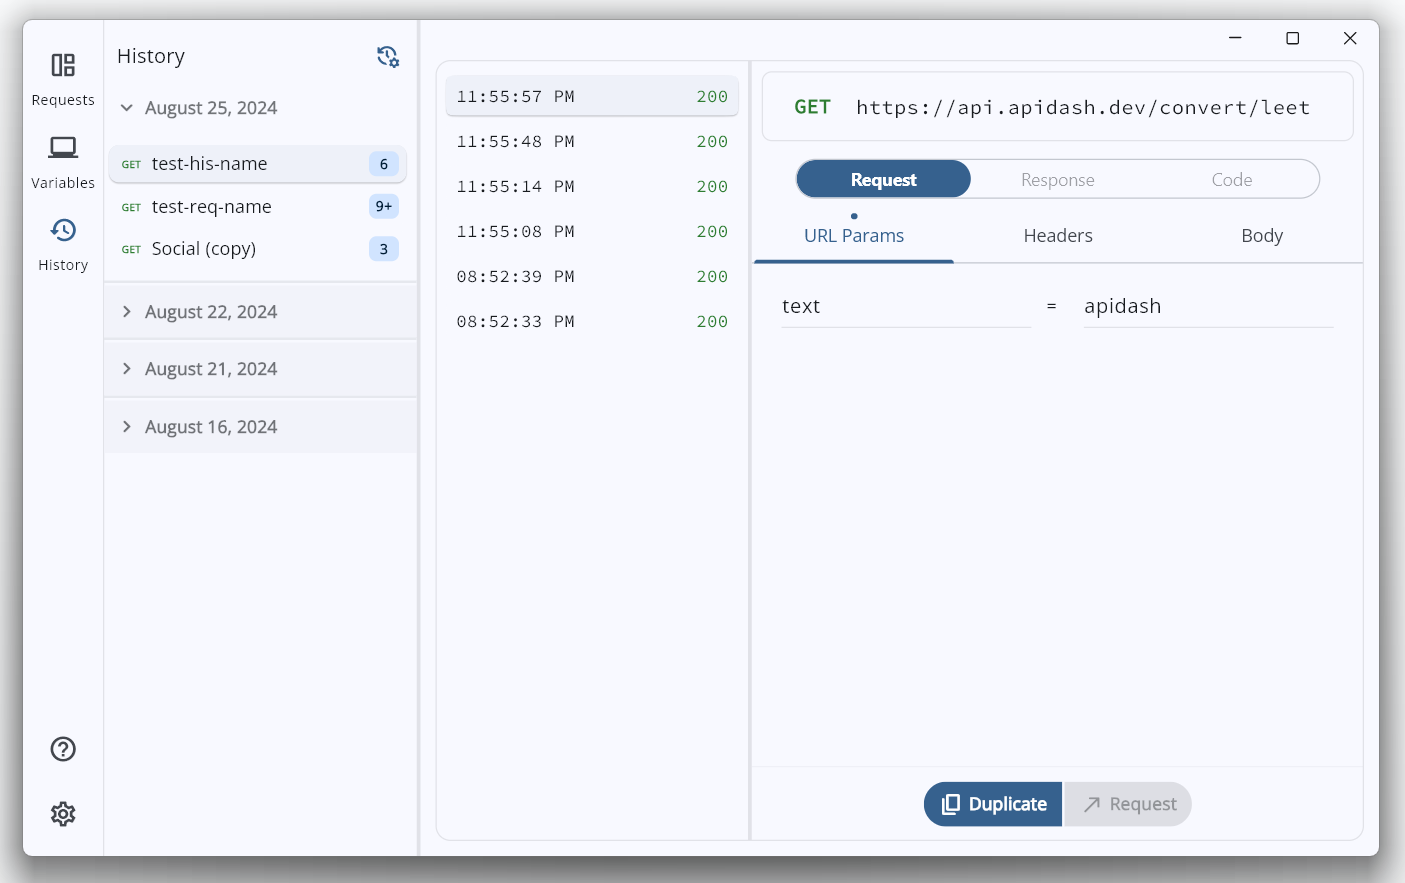 Requests
Variables
History
History
August 25, 2024
GET test-his-name 6
GET test-req-name 9+
GET Social (copy) 3
August 22, 2024
August 21, 2024
August 16, 2024
11:55:57 PM 200
11:55:48 PM 200
11:55:14 PM 200
11:55:08 PM 200
08:52:39 PM 200
08:52:33 PM 200
GET https://api.apidash.dev/convert/leet
Request Response Code
URL Params Headers Body
text = apidash
Duplicate Request